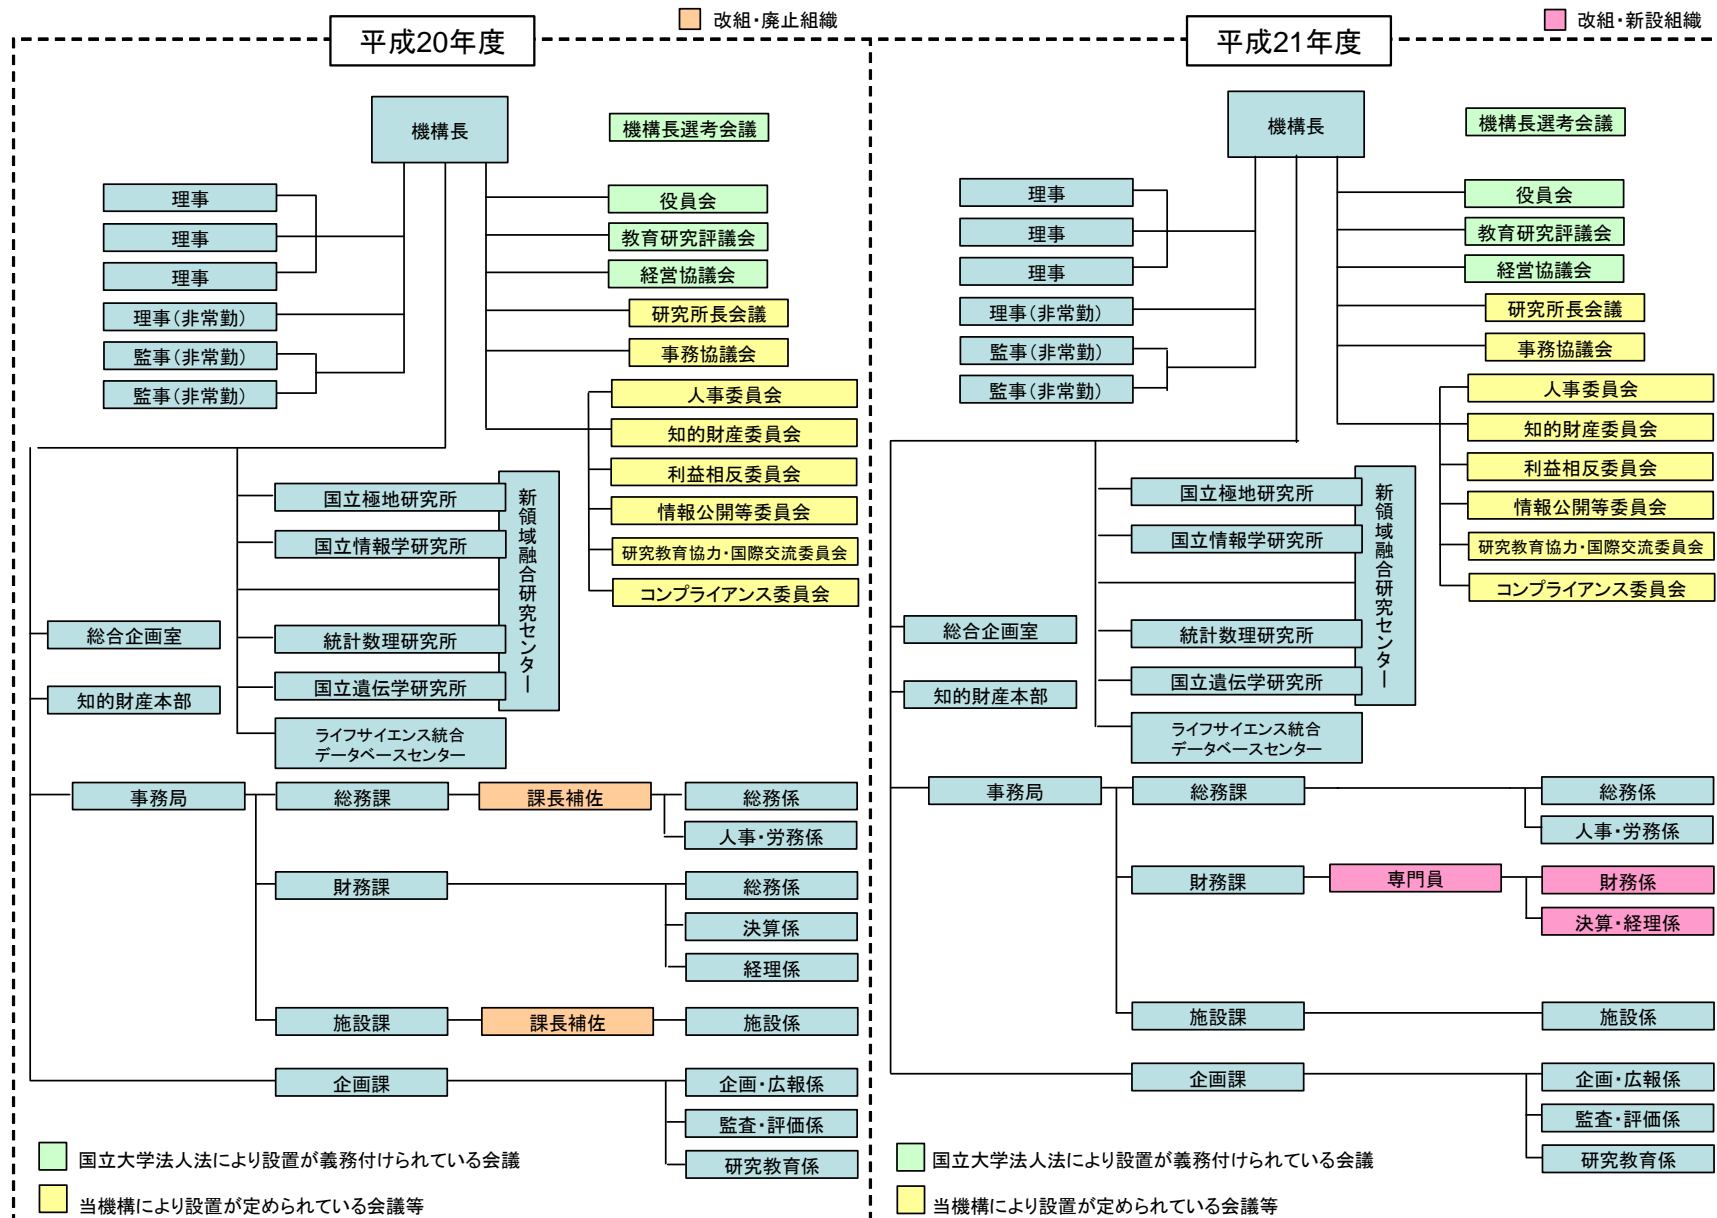 改組・廃止組織
平成20年度
機構長
機構長選考会議
理事
理事
理事
理事(非常勤)
監事(非常勤)
監事(非常勤)
役員会
教育研究評議会
経営協議会
研究所長会議
事務協議会
人事委員会
知的財産委員会
利益相反委員会
情報公開等委員会
研究教育協力・国際交流委員会
コンプライアンス委員会
国立極地研究所
国立情報学研究所
統計数理研究所
国立遺伝学研究所
新領域融合研究センター
ライフサイエンス統合
データベースセンター
総合企画室
知的財産本部
事務局
総務課
課長補佐
総務係
人事・労務係
財務課
総務係
決算係
経理係
施設課
課長補佐
施設係
企画課
企画・広報係
監査・評価係
研究教育係
国立大学法人法により設置が義務付けられている会議
当機構により設置が定められている会議等
改組・新設組織
平成21年度
機構長
機構長選考会議
理事
理事
理事
理事(非常勤)
監事(非常勤)
監事(非常勤)
役員会
教育研究評議会
経営協議会
研究所長会議
事務協議会
人事委員会
知的財産委員会
利益相反委員会
情報公開等委員会
研究教育協力・国際交流委員会
コンプライアンス委員会
国立極地研究所
国立情報学研究所
統計数理研究所
国立遺伝学研究所
新領域融合研究センター
ライフサイエンス統合
データベースセンター
総合企画室
知的財産本部
事務局
総務課
総務係
人事・労務係
財務課
専門員
財務係
決算・経理係
施設課
施設係
企画課
企画・広報係
監査・評価係
研究教育係
国立大学法人法により設置が義務付けられている会議
当機構により設置が定められている会議等